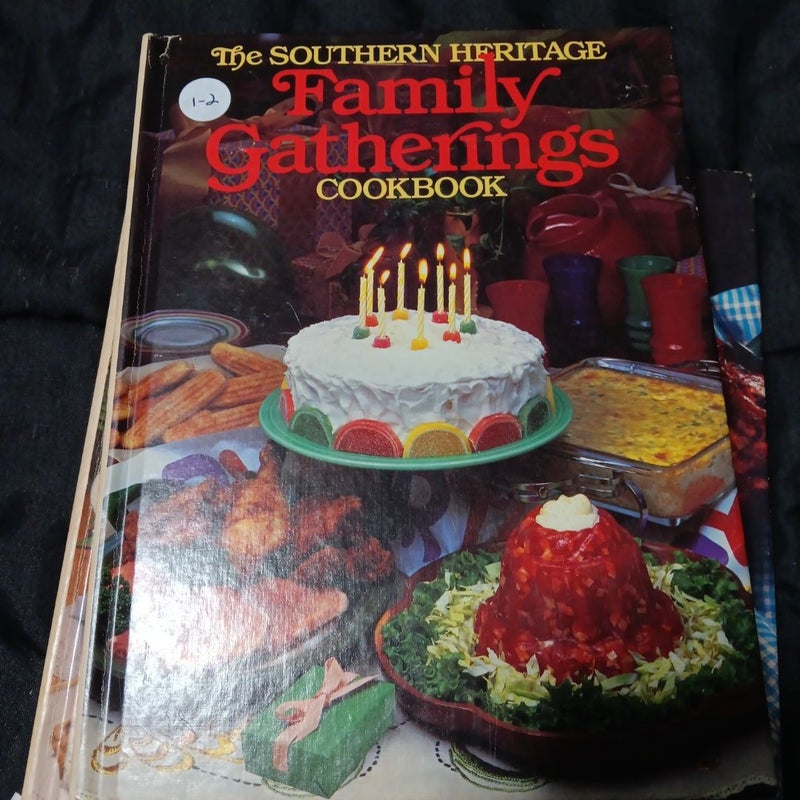 The SOUTHERN HERITAGE
Family
Gatherings
COOKBOOK
1-2